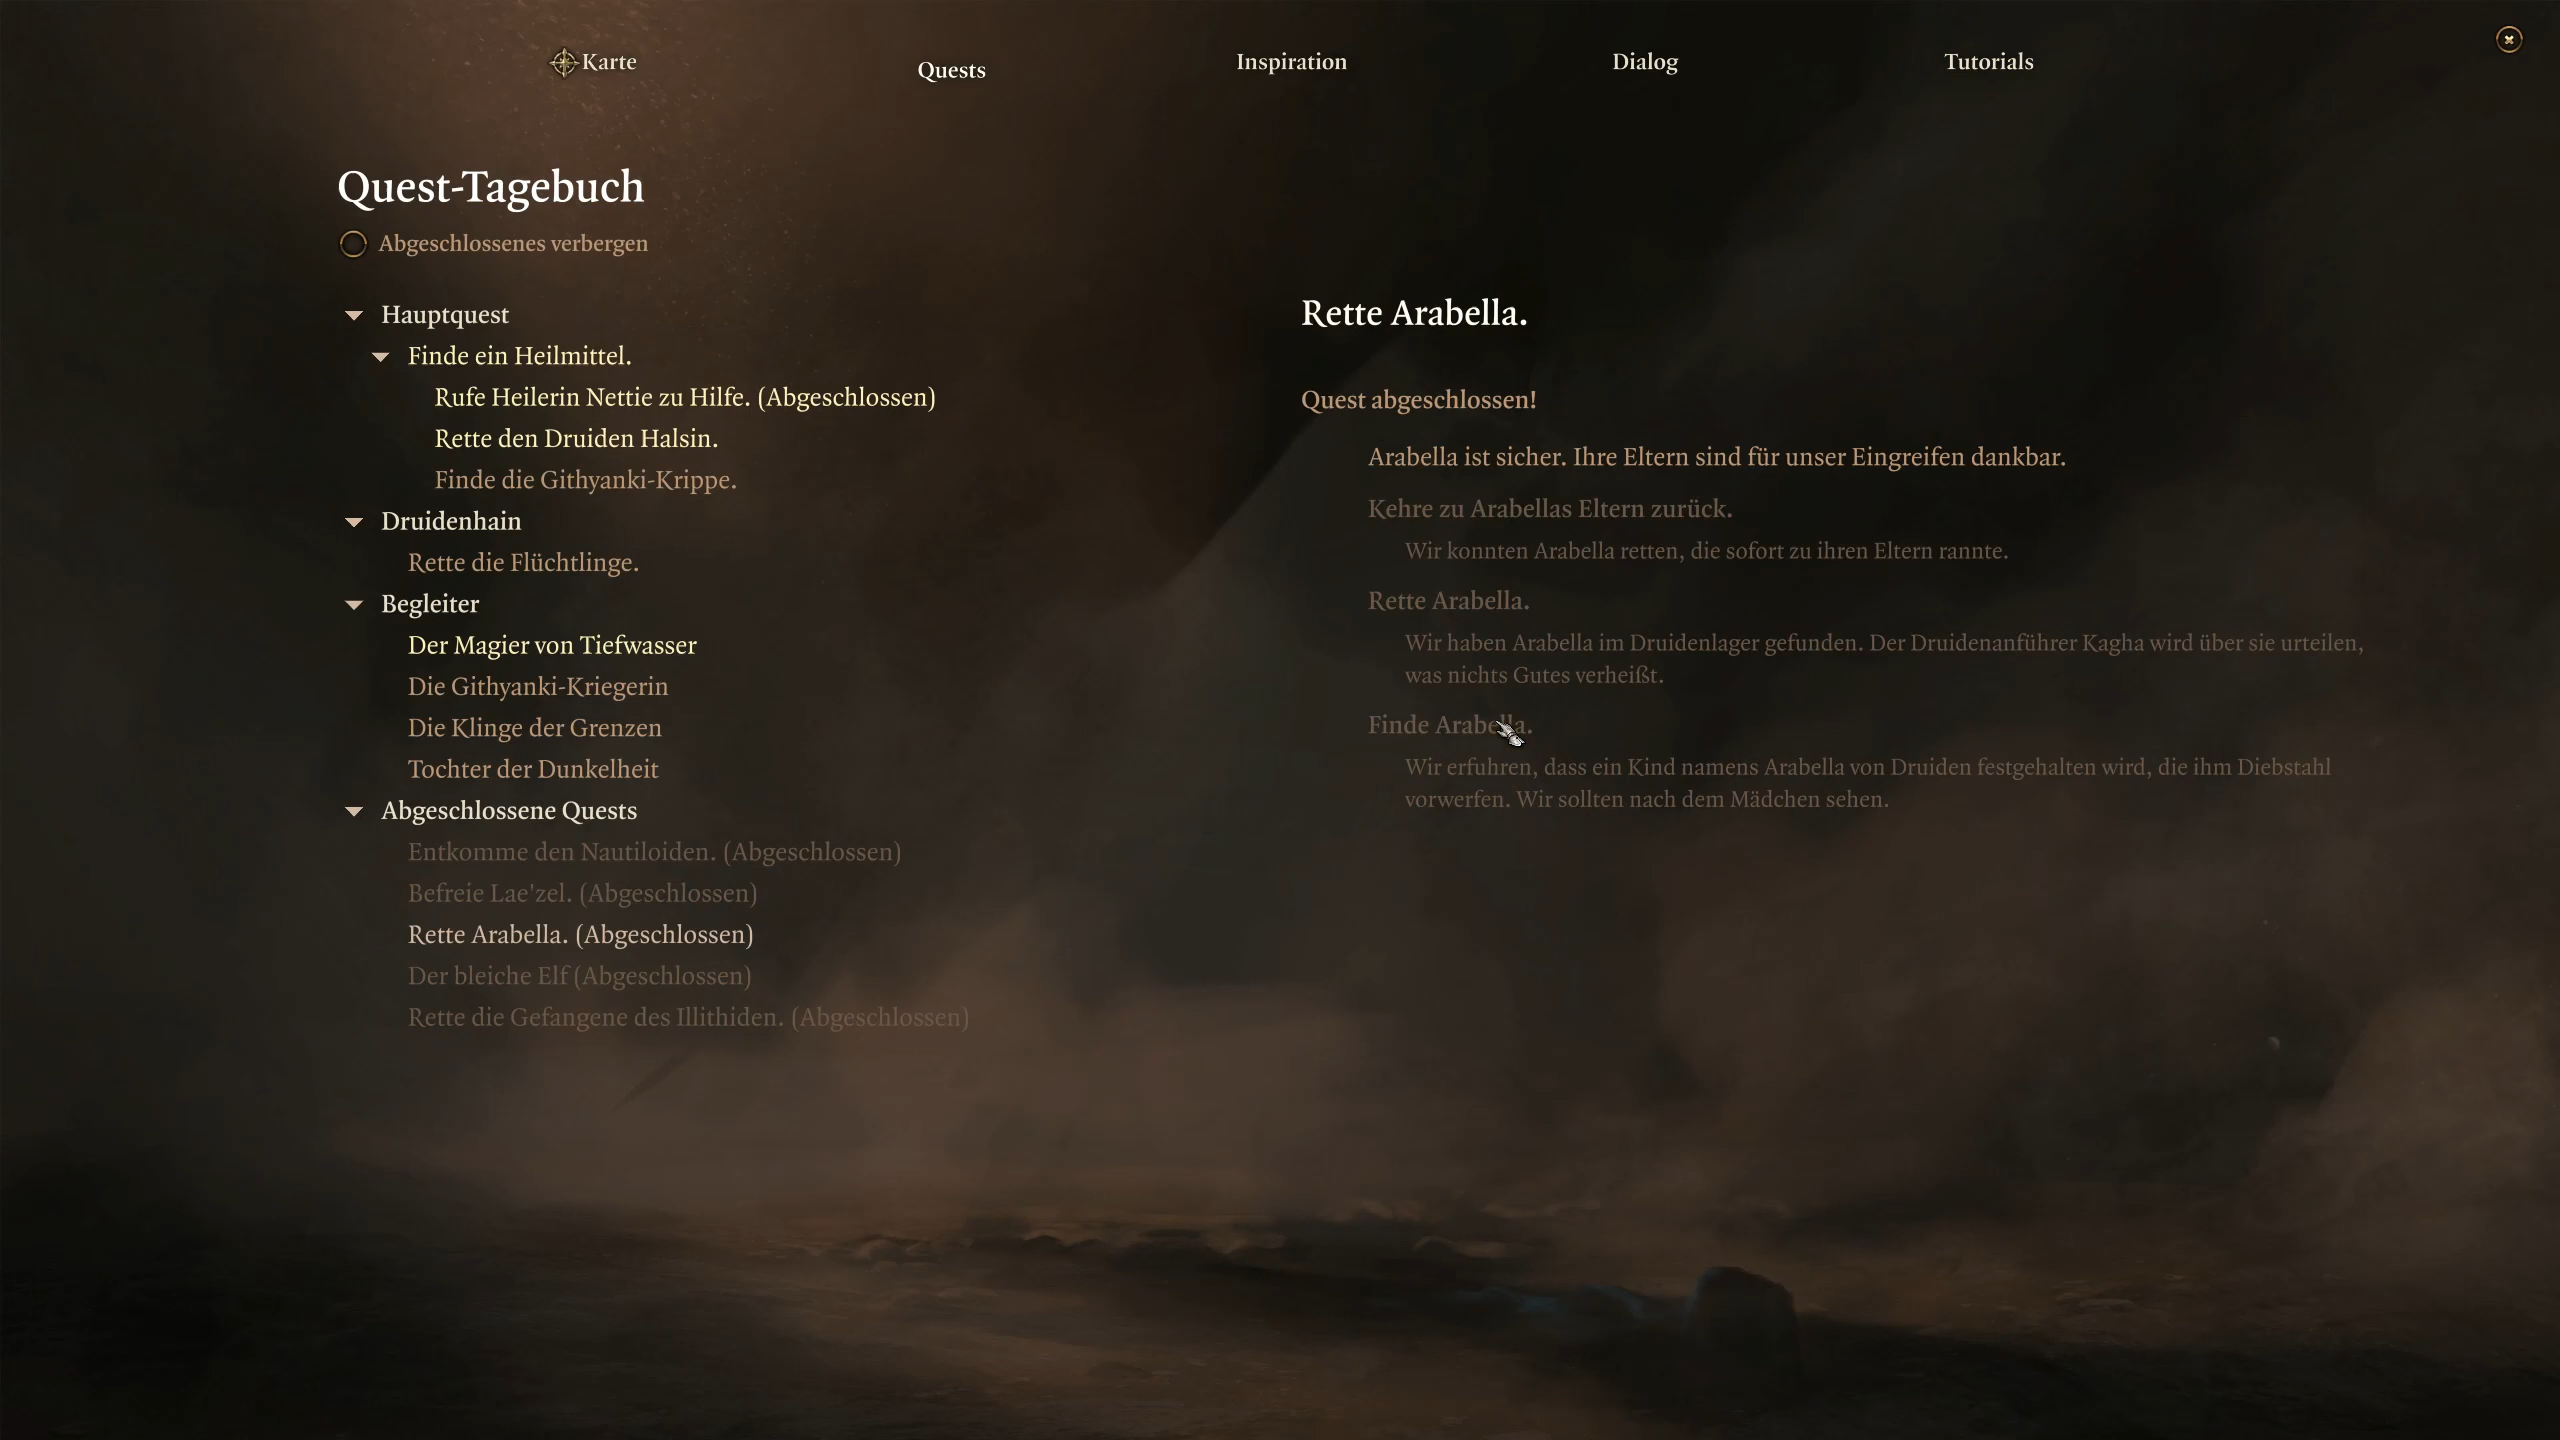 Karte
Quests
Inspiration
Dialog
Tutorials
Quest-Tagebuch
Abgeschlossenes verbergen
Hauptquest
Finde ein Heilmittel.
Rufe Heilerin Nettie zu Hilfe. (Abgeschlossen)
Rette den Druiden Halsin.
Finde die Githyanki-Krippe.
Druidenhain
Rette die Flüchtlinge.
Begleiter
Der Magier von Tiefwasser
Die Githyanki-Kriegerin
Die Klinge der Grenzen
Tochter der Dunkelheit
Abgeschlossene Quests
Entkomme den Nautiloiden. (Abgeschlossen)
Befreie Lae'zel. (Abgeschlossen)
Rette Arabella. (Abgeschlossen)
Der bleiche Elf (Abgeschlossen)
Rette die Gefangene des Illithiden. (Abgeschlossen)
Rette Arabella.
Quest abgeschlossen!
Arabella ist sicher. Ihre Eltern sind für unser Eingreifen dankbar.
Kehre zu Arabellas Eltern zurück.
Wir konnten Arabella retten, die sofort zu ihren Eltern rannte.
Rette Arabella.
Wir haben Arabella im Druidenlager gefunden. Der Druidenanführer Kagha wird über sie urteilen,
was nichts Gutes verheißt.
Finde Arabella.
Wir erfuhren, dass ein Kind namens Arabella von Druiden festgehalten wird, die ihm Diebstahl
vorwerfen. Wir sollten nach dem Mädchen sehen.